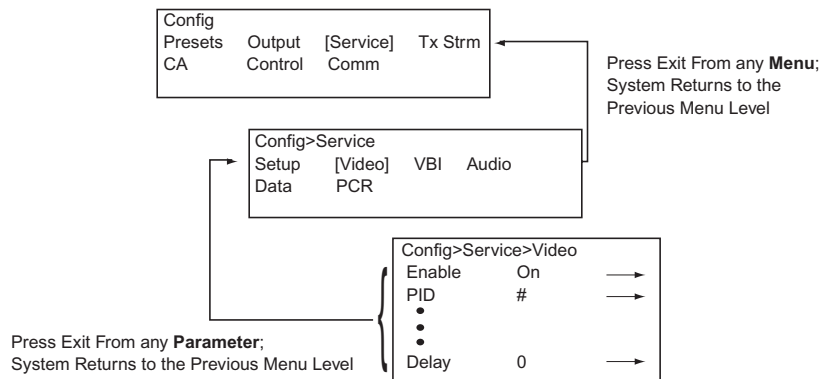 Config
Presets Output [Service] Tx Strm
CA Control Comm
Press Exit From any Menu;
System Returns to the
Previous Menu Level
Config>Service
Setup [Video] VBI Audio
Data PCR
Config>Service>Video
Enable On
PID #
Delay 0
Press Exit From any Parameter;
System Returns to the Previous Menu Level